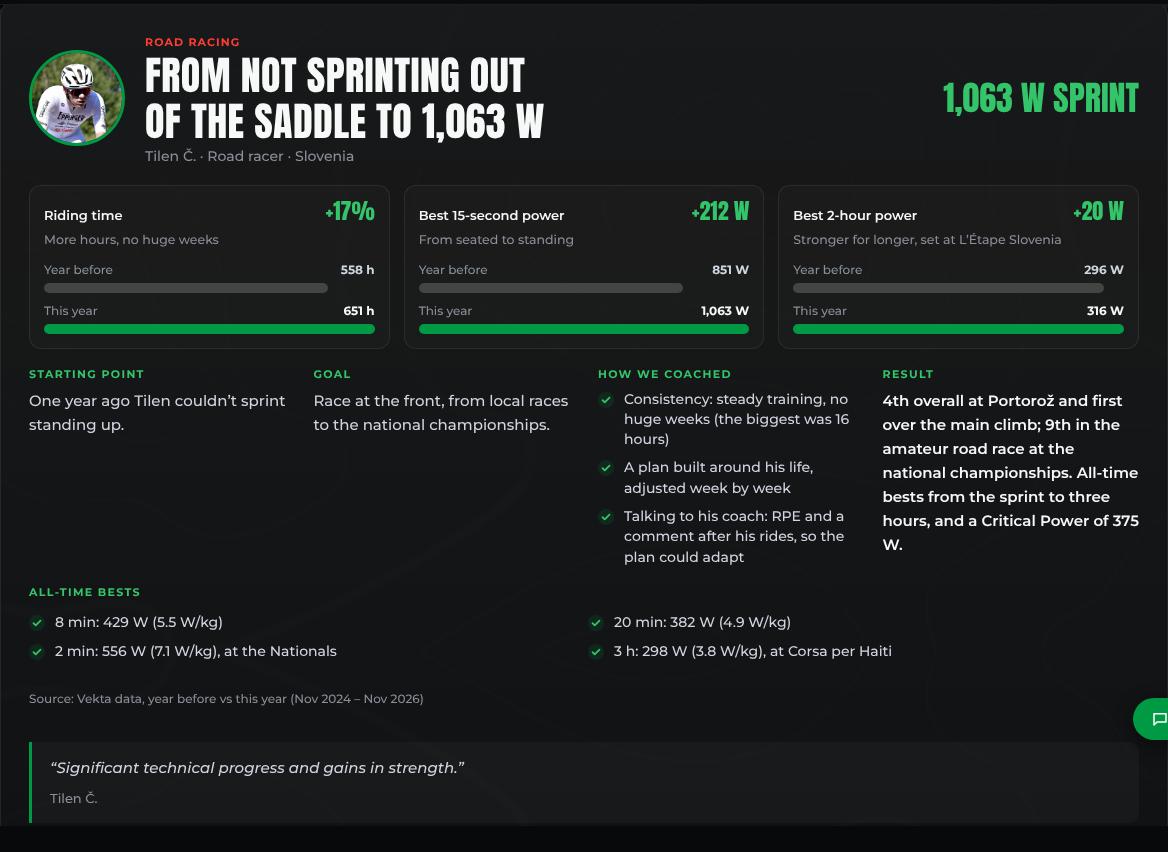 ROAD RACING
FROM NOT SPRINTING OUT
OF THE SADDLE TO 1,063 W
Tilen Č. · Road racer · Slovenia
1,063 W SPRINT
Riding time
+17%
More hours, no huge weeks
Year before
558 h
This year
651 h
Best 15-second power
+212 W
From seated to standing
Year before
851 W
This year
1,063 W
Best 2-hour power
+20 W
Stronger for longer, set at L’Étape Slovenia
Year before
296 W
This year
316 W
STARTING POINT
One year ago Tilen couldn’t sprint
standing up.
GOAL
Race at the front, from local races
to the national championships.
HOW WE COACHED
Consistency: steady training, no
huge weeks (the biggest was 16
hours)
A plan built around his life,
adjusted week by week
Talking to his coach: RPE and a
comment after his rides, so the
plan could adapt
RESULT
4th overall at Portorož and first
over the main climb; 9th in the
amateur road race at the
national championships. All-time
bests from the sprint to three
hours, and a Critical Power of 375
W.
ALL-TIME BESTS
8 min: 429 W (5.5 W/kg)
20 min: 382 W (4.9 W/kg)
2 min: 556 W (7.1 W/kg), at the Nationals
3 h: 298 W (3.8 W/kg), at Corsa per Haiti
Source: Vekta data, year before vs this year (Nov 2024 – Nov 2026)
“Significant technical progress and gains in strength.”
Tilen Č.